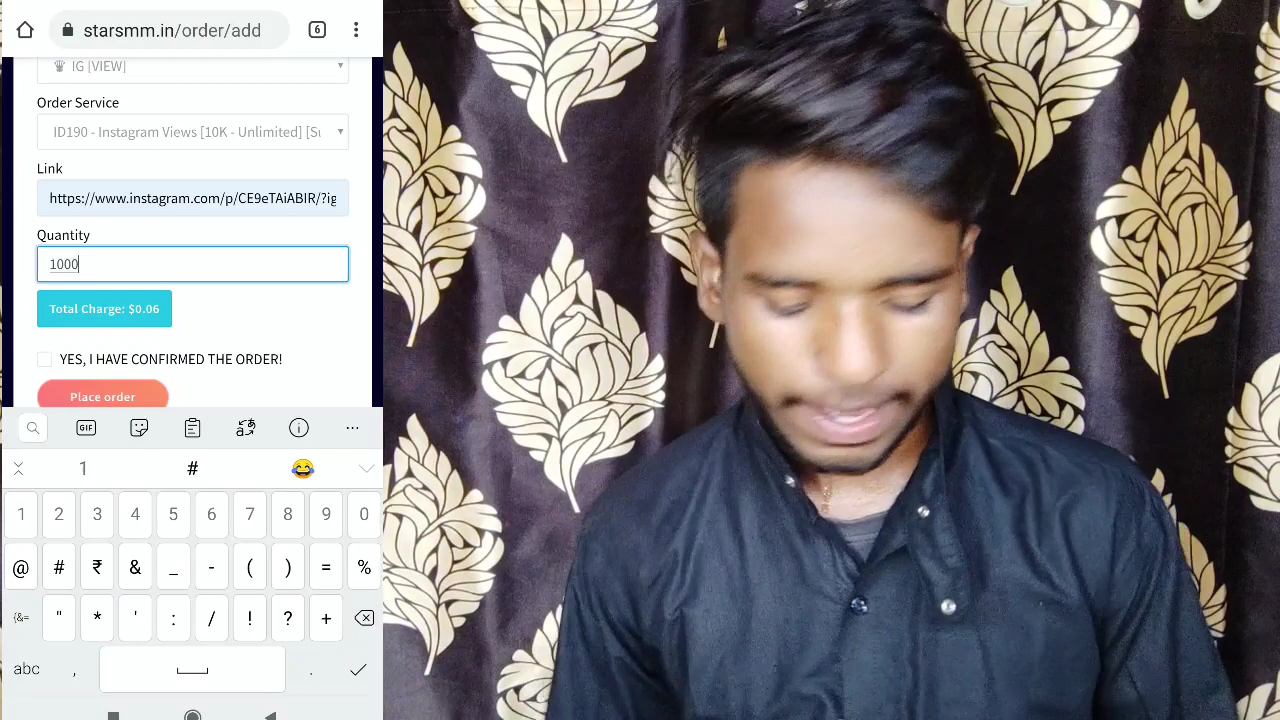 starsmm.in/order/add
6
IG [VIEW]
Order Service
ID190 - Instagram Views [10K - Unlimited] [Su
Link
https://www.instagram.com/p/CE9eTAiABIR/?ig
Quantity
1000
Total Charge: $0.06
YES, I HAVE CONFIRMED THE ORDER!
Place order
GIF
1 # 😂
1 2 3 4 5 6 7 8 9 0
@ # ₹ & _ - ( ) = %
{&= " * ' : / ! ? +
abc , .